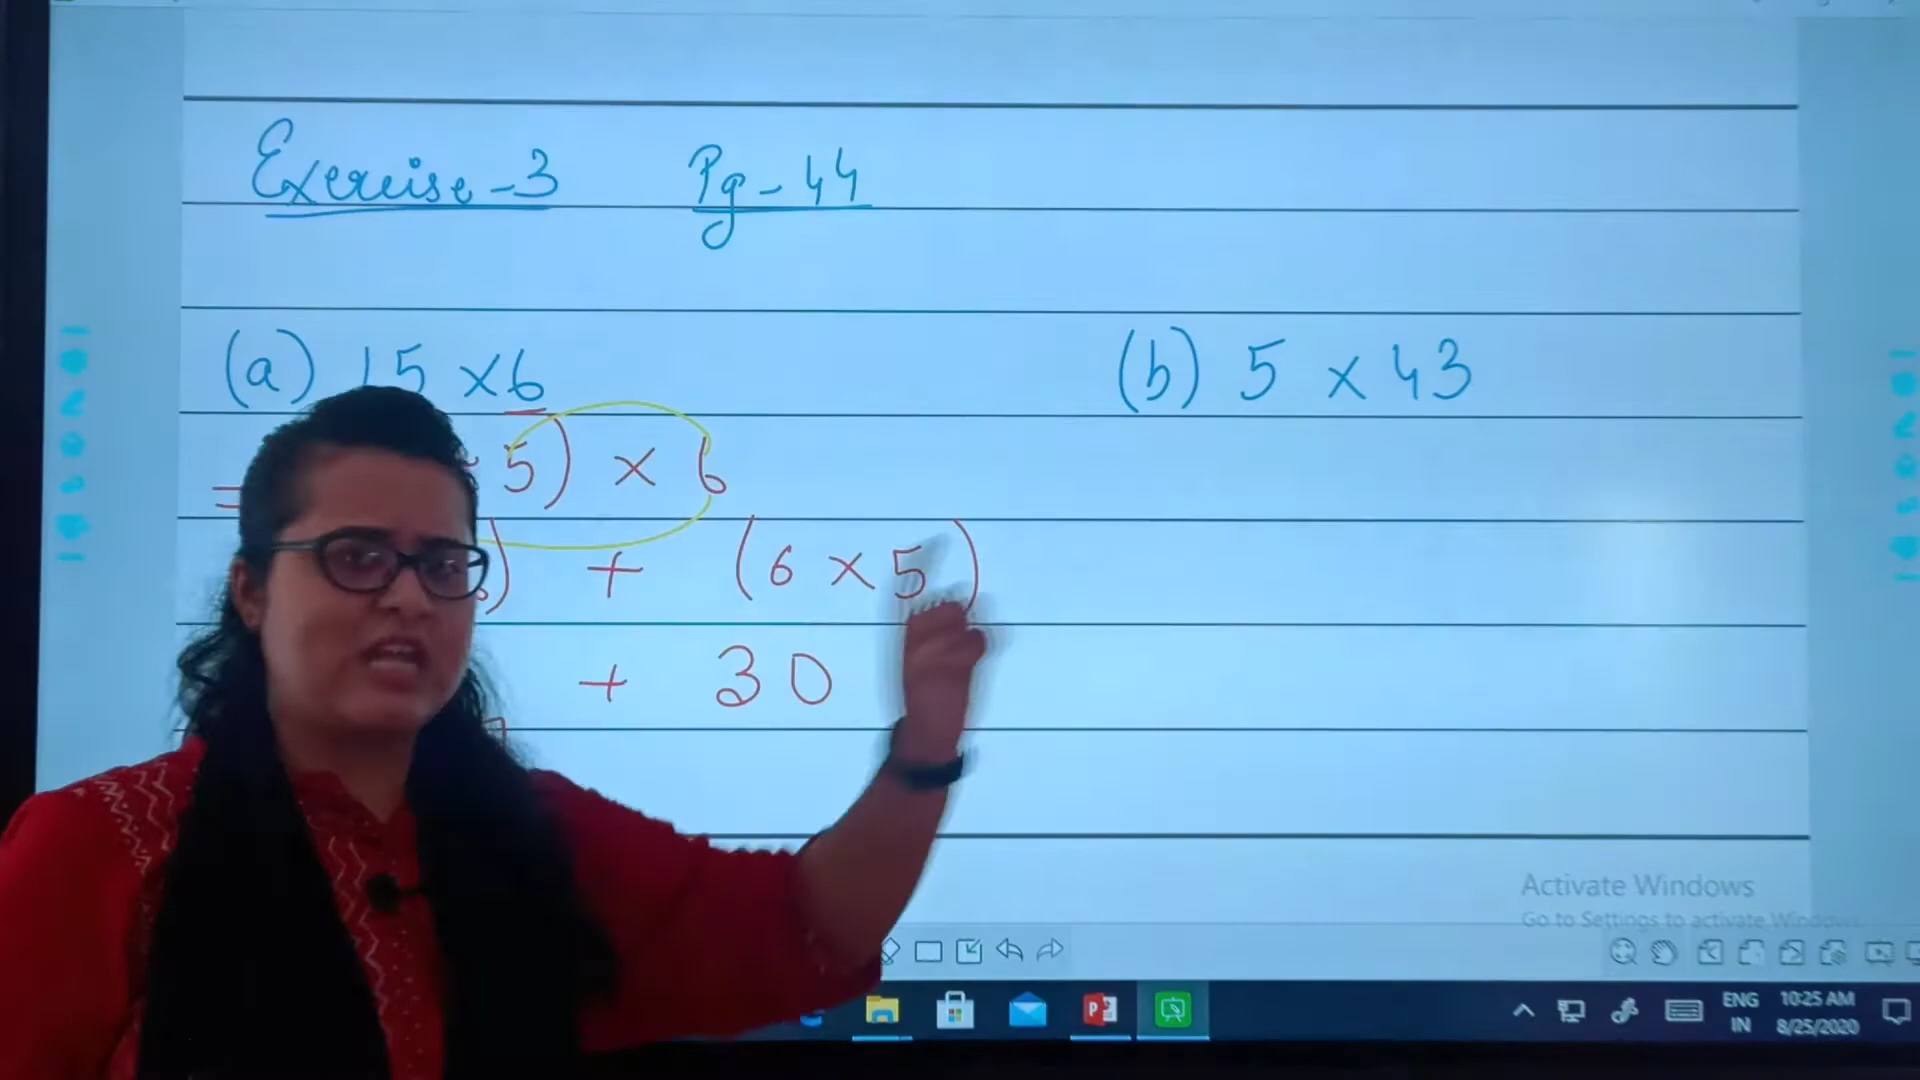 Exercise-3 Pg-44
(a) 15 x6
(b) 5 x 43
= 5) x 6
) + (6 x 5)
+ 30
Activate Windows
Go to Settings to activate Windows.
ENG
IN
10:25 AM
8/25/2020